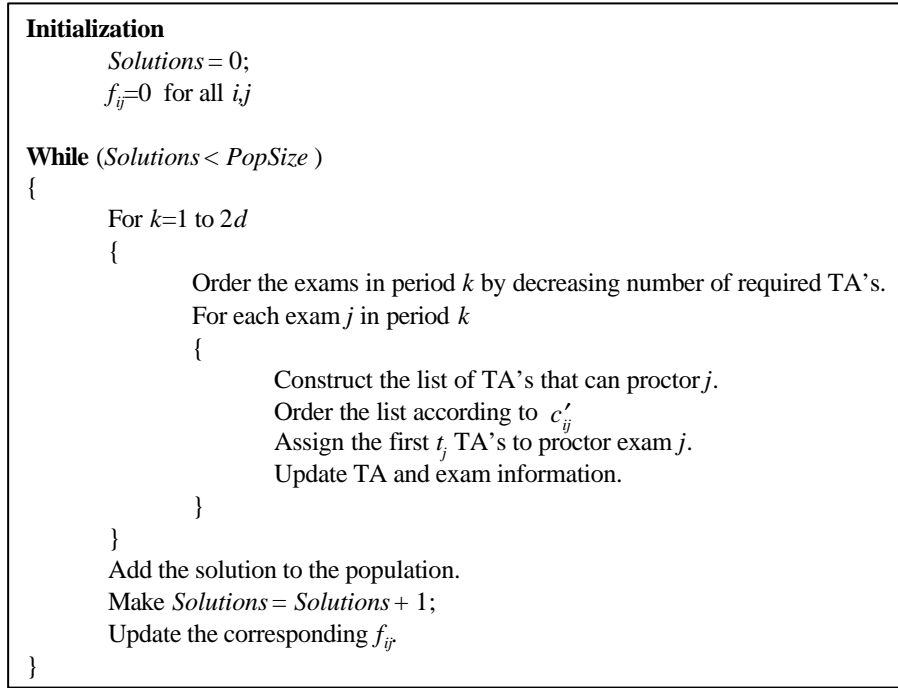 Initialization
Solutions = 0;
f_ij=0 for all i,j
While (Solutions < PopSize )
{
For k=1 to 2d
{
Order the exams in period k by decreasing number of required TA's.
For each exam j in period k
{
Construct the list of TA's that can proctor j.
Order the list according to c′_ij
Assign the first t_j TA's to proctor exam j.
Update TA and exam information.
}
}
Add the solution to the population.
Make Solutions = Solutions + 1;
Update the corresponding f_ij.
}